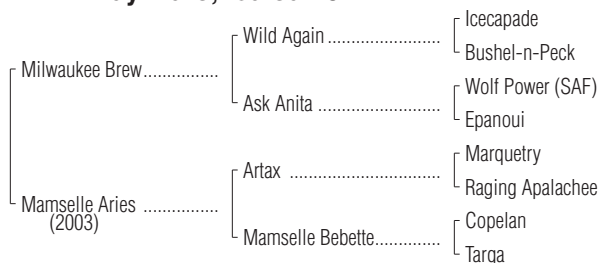 Icecapade
Wild Again
Bushel-n-Peck
Milwaukee Brew
Wolf Power (SAF)
Ask Anita
Epanoui
Marquetry
Artax
Raging Apalachee
Mamselle Aries
(2003)
Copelan
Mamselle Bebette
Targa